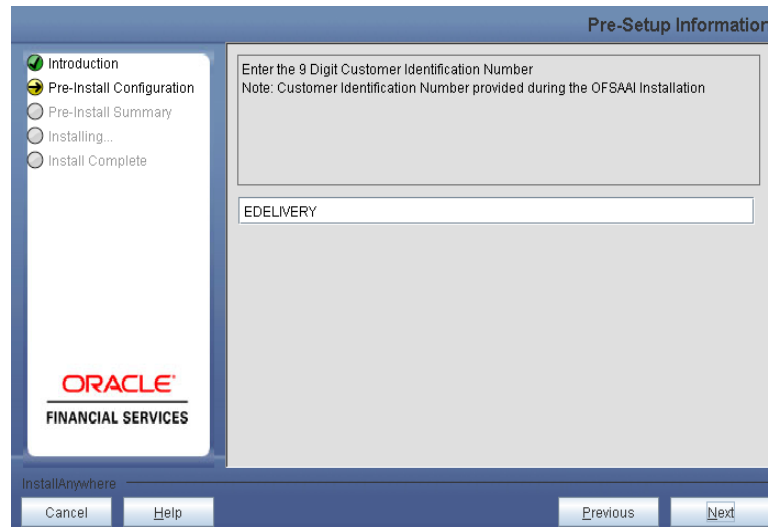 Pre-Setup Information
Introduction
Pre-Install Configuration
Pre-Install Summary
Installing...
Install Complete
Enter the 9 Digit Customer Identification Number
Note: Customer Identification Number provided during the OFSAAI Installation
EDELIVERY
ORACLE
FINANCIAL SERVICES
InstallAnywhere
Cancel
Help
Previous
Next